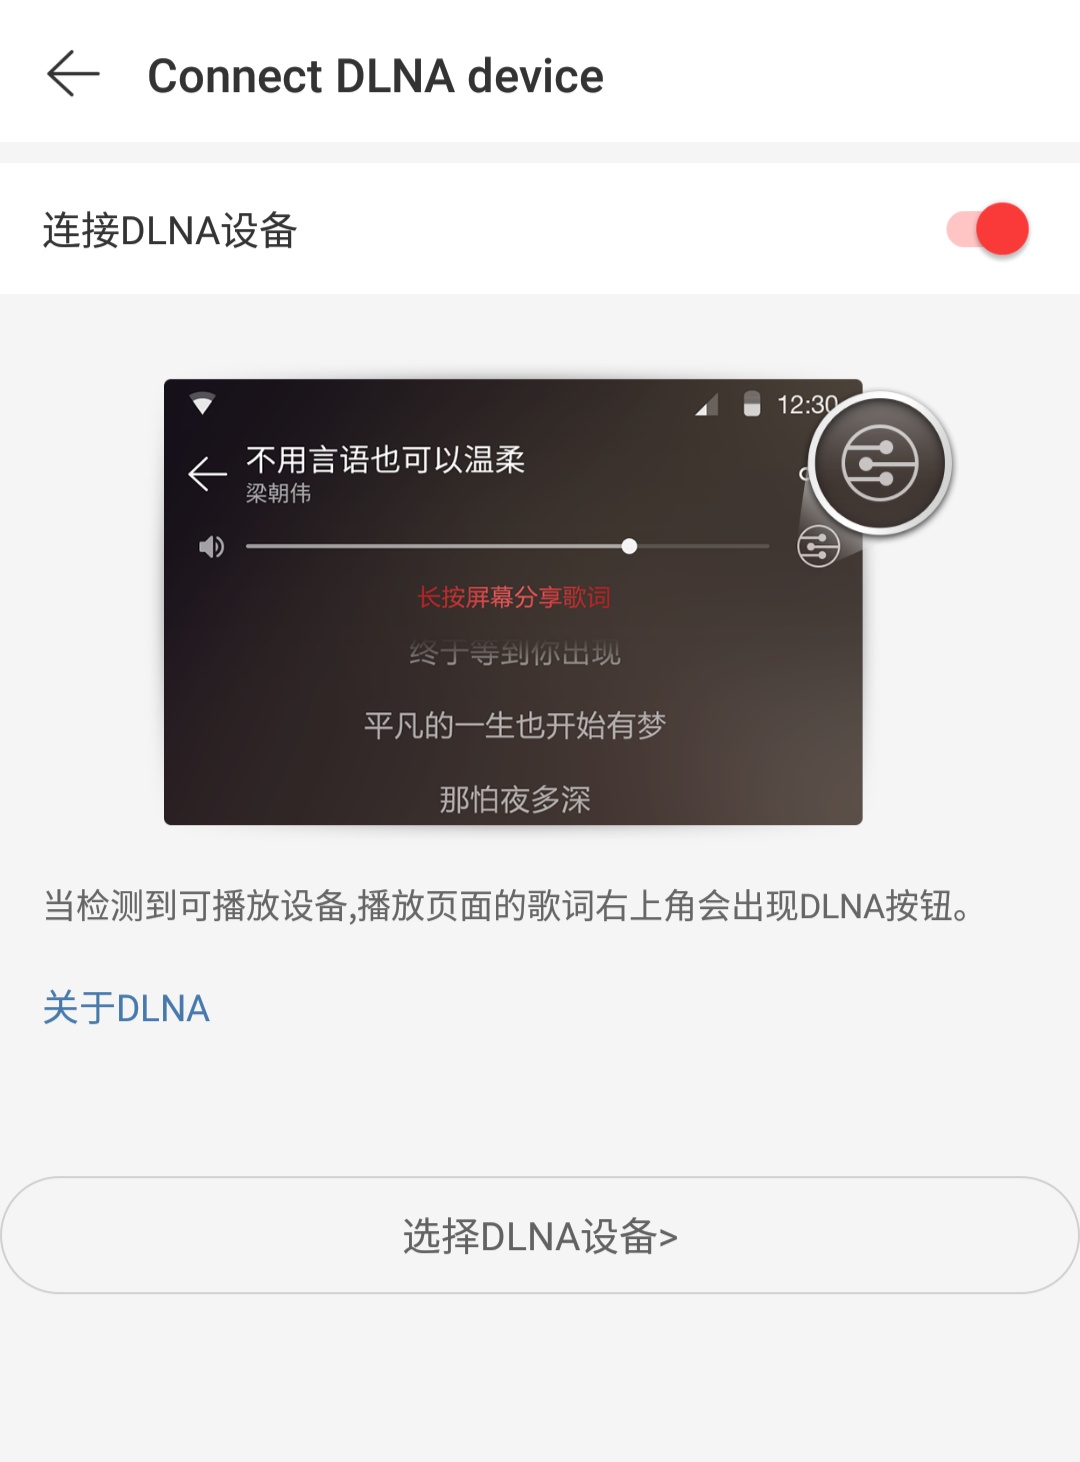 Connect DLNA device
连接DLNA设备
12:30
不用言语也可以温柔
梁朝伟
长按屏幕分享歌词
终于等到你出现
平凡的一生也开始有梦
那怕夜多深
当检测到可播放设备,播放页面的歌词右上角会出现DLNA按钮。
关于DLNA
选择DLNA设备>